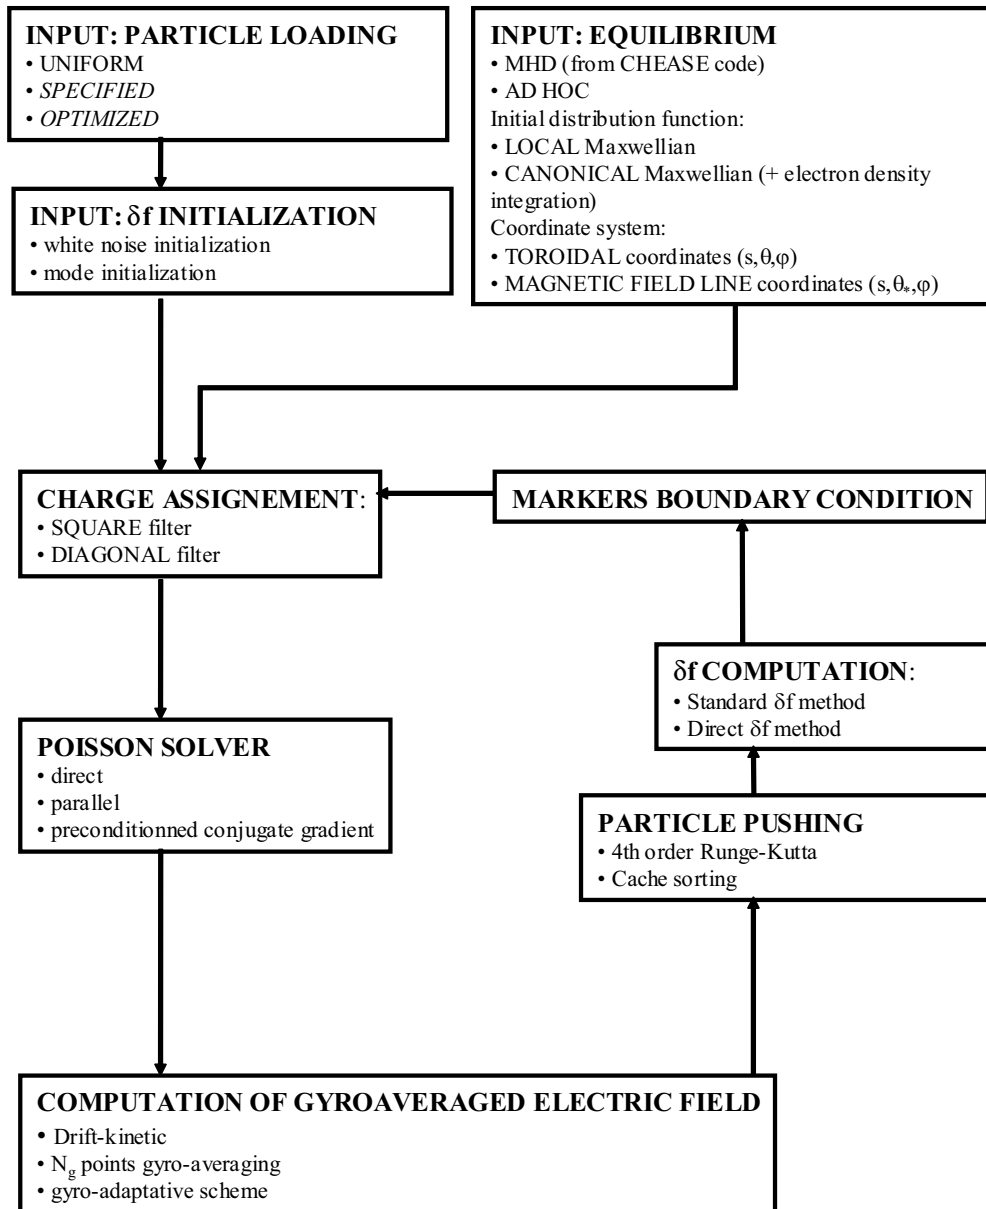 INPUT: PARTICLE LOADING
• UNIFORM
• SPECIFIED
• OPTIMIZED
INPUT: EQUILIBRIUM
• MHD (from CHEASE code)
• AD HOC
Initial distribution function:
• LOCAL Maxwellian
• CANONICAL Maxwellian (+ electron density
integration)
Coordinate system:
• TOROIDAL coordinates (s,θ,φ)
• MAGNETIC FIELD LINE coordinates (s,θ*,φ)
INPUT: δf INITIALIZATION
• white noise initialization
• mode initialization
CHARGE ASSIGNEMENT:
• SQUARE filter
• DIAGONAL filter
MARKERS BOUNDARY CONDITION
δf COMPUTATION:
• Standard δf method
• Direct δf method
POISSON SOLVER
• direct
• parallel
• preconditionned conjugate gradient
PARTICLE PUSHING
• 4th order Runge-Kutta
• Cache sorting
COMPUTATION OF GYROAVERAGED ELECTRIC FIELD
• Drift-kinetic
• Ng points gyro-averaging
• gyro-adaptative scheme